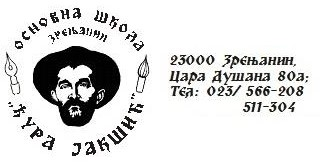 ОСНОВНА ШКОЛА
ЗРЕЊАНИН
„ЂУРА ЈАКШИЋ“
23000 Зрењанин,
Цара Душана 80а;
Тел: 023/ 566-208
511-304